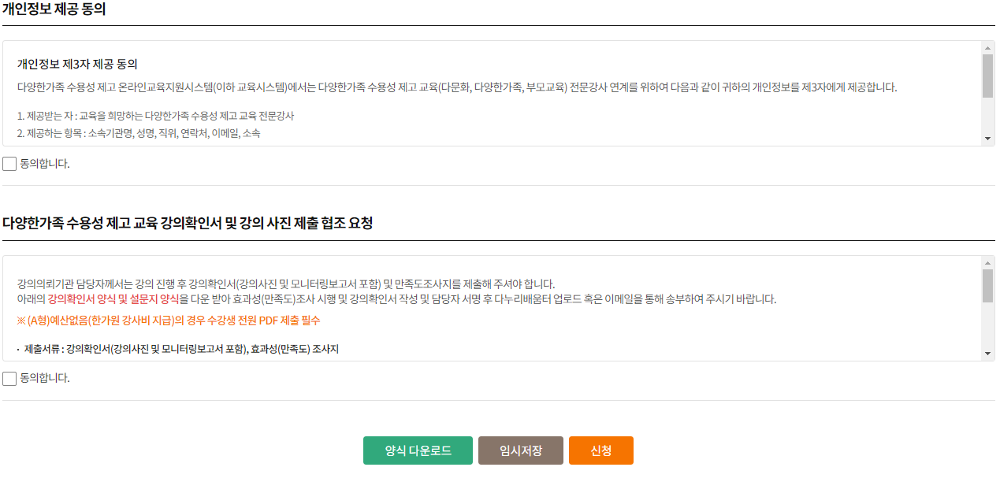 개인정보 제공 동의
개인정보 제3자 제공 동의
다양한가족 수용성 제고 온라인교육지원시스템(이하 교육시스템)에서는 다양한가족 수용성 제고 교육(다문화, 다양한가족, 부모교육) 전문강사 연계를 위하여 다음과 같이 귀하의 개인정보를 제3자에게 제공합니다.
1. 제공받는 자 : 교육을 희망하는 다양한가족 수용성 제고 교육 전문강사
2. 제공하는 항목 : 소속기관명, 성명, 직위, 연락처, 이메일, 소속
동의합니다.
다양한가족 수용성 제고 교육 강의확인서 및 강의 사진 제출 협조 요청
강의의뢰기관 담당자께서는 강의 진행 후 강의확인서(강의사진 및 모니터링보고서 포함) 및 만족도조사지를 제출해 주셔야 합니다.
아래의 강의확인서 양식 및 설문지 양식을 다운 받아 효과성(만족도)조사 시행 및 강의확인서 작성 및 담당자 서명 후 다누리배움터 업로드 혹은 이메일을 통해 송부하여 주시기 바랍니다.
※ (A형)예산없음(한가원 강사비 지급)의 경우 수강생 전원 PDF 제출 필수
· 제출서류 : 강의확인서(강의사진 및 모니터링보고서 포함), 효과성(만족도) 조사지
동의합니다.
양식 다운로드 임시저장 신청